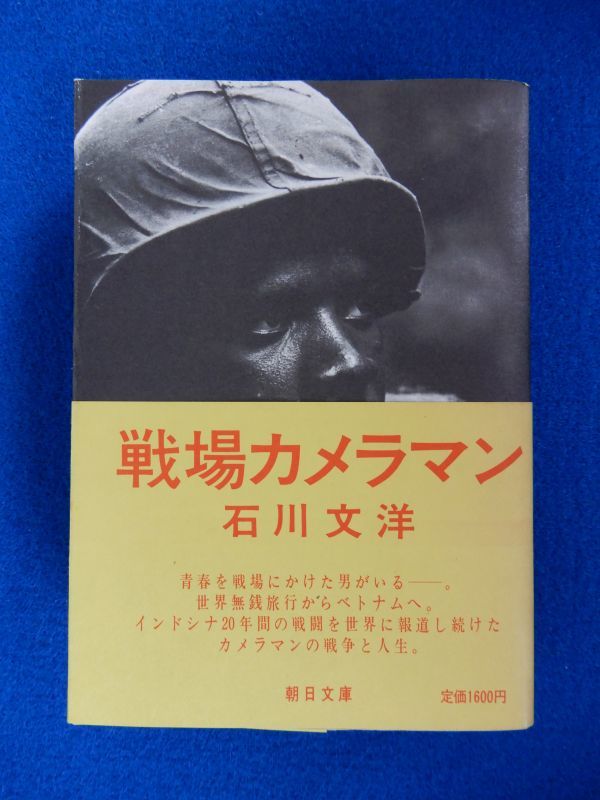 戦場カメラマン
石川文洋
青春を戦場にかけた男がいる――。
世界無銭旅行からベトナムへ。
インドシナ20年間の戦闘を世界に報道し続けた
カメラマンの戦争と人生。
朝日文庫
定価1600円